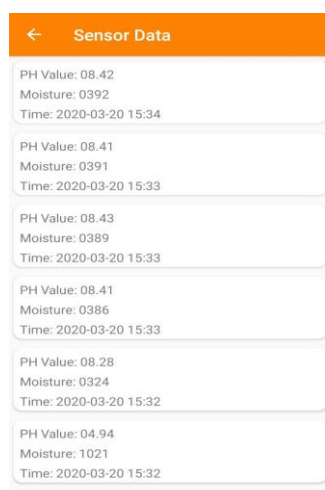 Sensor Data
PH Value: 08.42
Moisture: 0392
Time: 2020-03-20 15:34
PH Value: 08.41
Moisture: 0391
Time: 2020-03-20 15:33
PH Value: 08.43
Moisture: 0389
Time: 2020-03-20 15:33
PH Value: 08.41
Moisture: 0386
Time: 2020-03-20 15:33
PH Value: 08.28
Moisture: 0324
Time: 2020-03-20 15:32
PH Value: 04.94
Moisture: 1021
Time: 2020-03-20 15:32